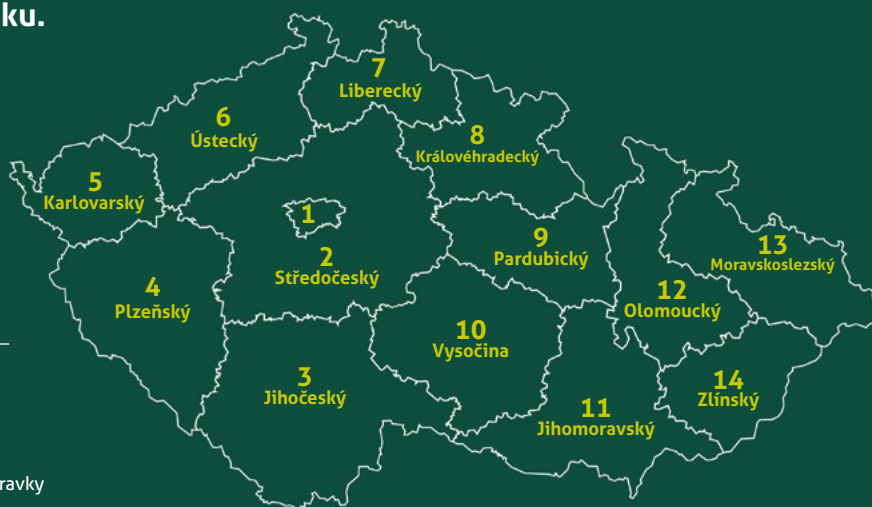 ku.
7
Liberecký
6
Ústecký
8
Královéhradecký
5
Karlovarský
1
9
Pardubický
13
Moravskoslezský
2
Středočeský
4
Plzeňský
12
Olomoucký
10
Vysočina
3
Jihočeský
14
Zlínský
11
Jihomoravský
ravky